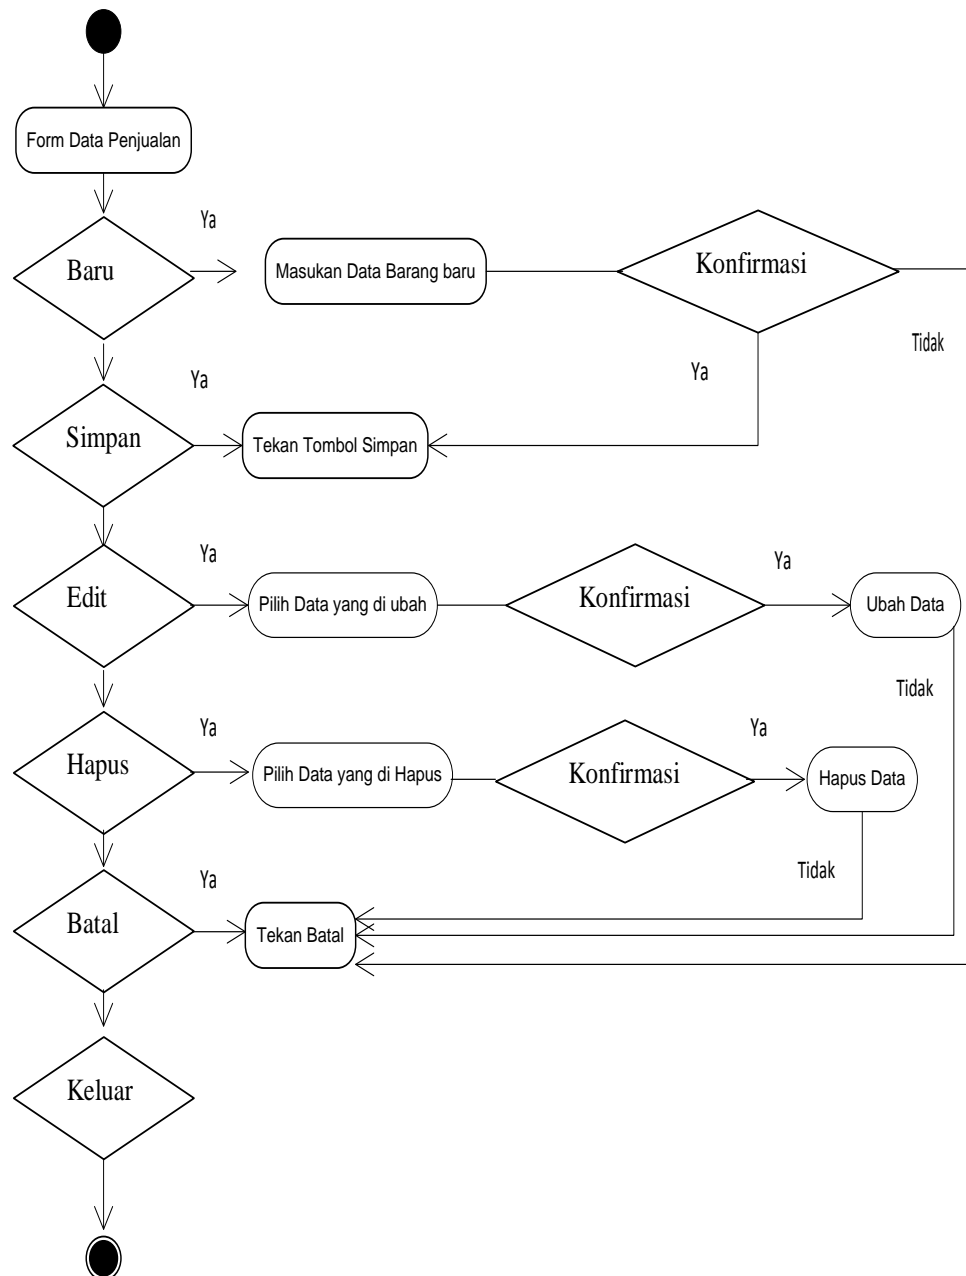 Form Data Penjualan
Ya
Baru
Masukan Data Barang baru
Konfirmasi
Tidak
Ya
Ya
Simpan
Tekan Tombol Simpan
Ya
Edit
Pilih Data yang di ubah
Konfirmasi
Ya
Ubah Data
Tidak
Ya
Hapus
Pilih Data yang di Hapus
Konfirmasi
Ya
Hapus Data
Tidak
Ya
Batal
Tekan Batal
Keluar